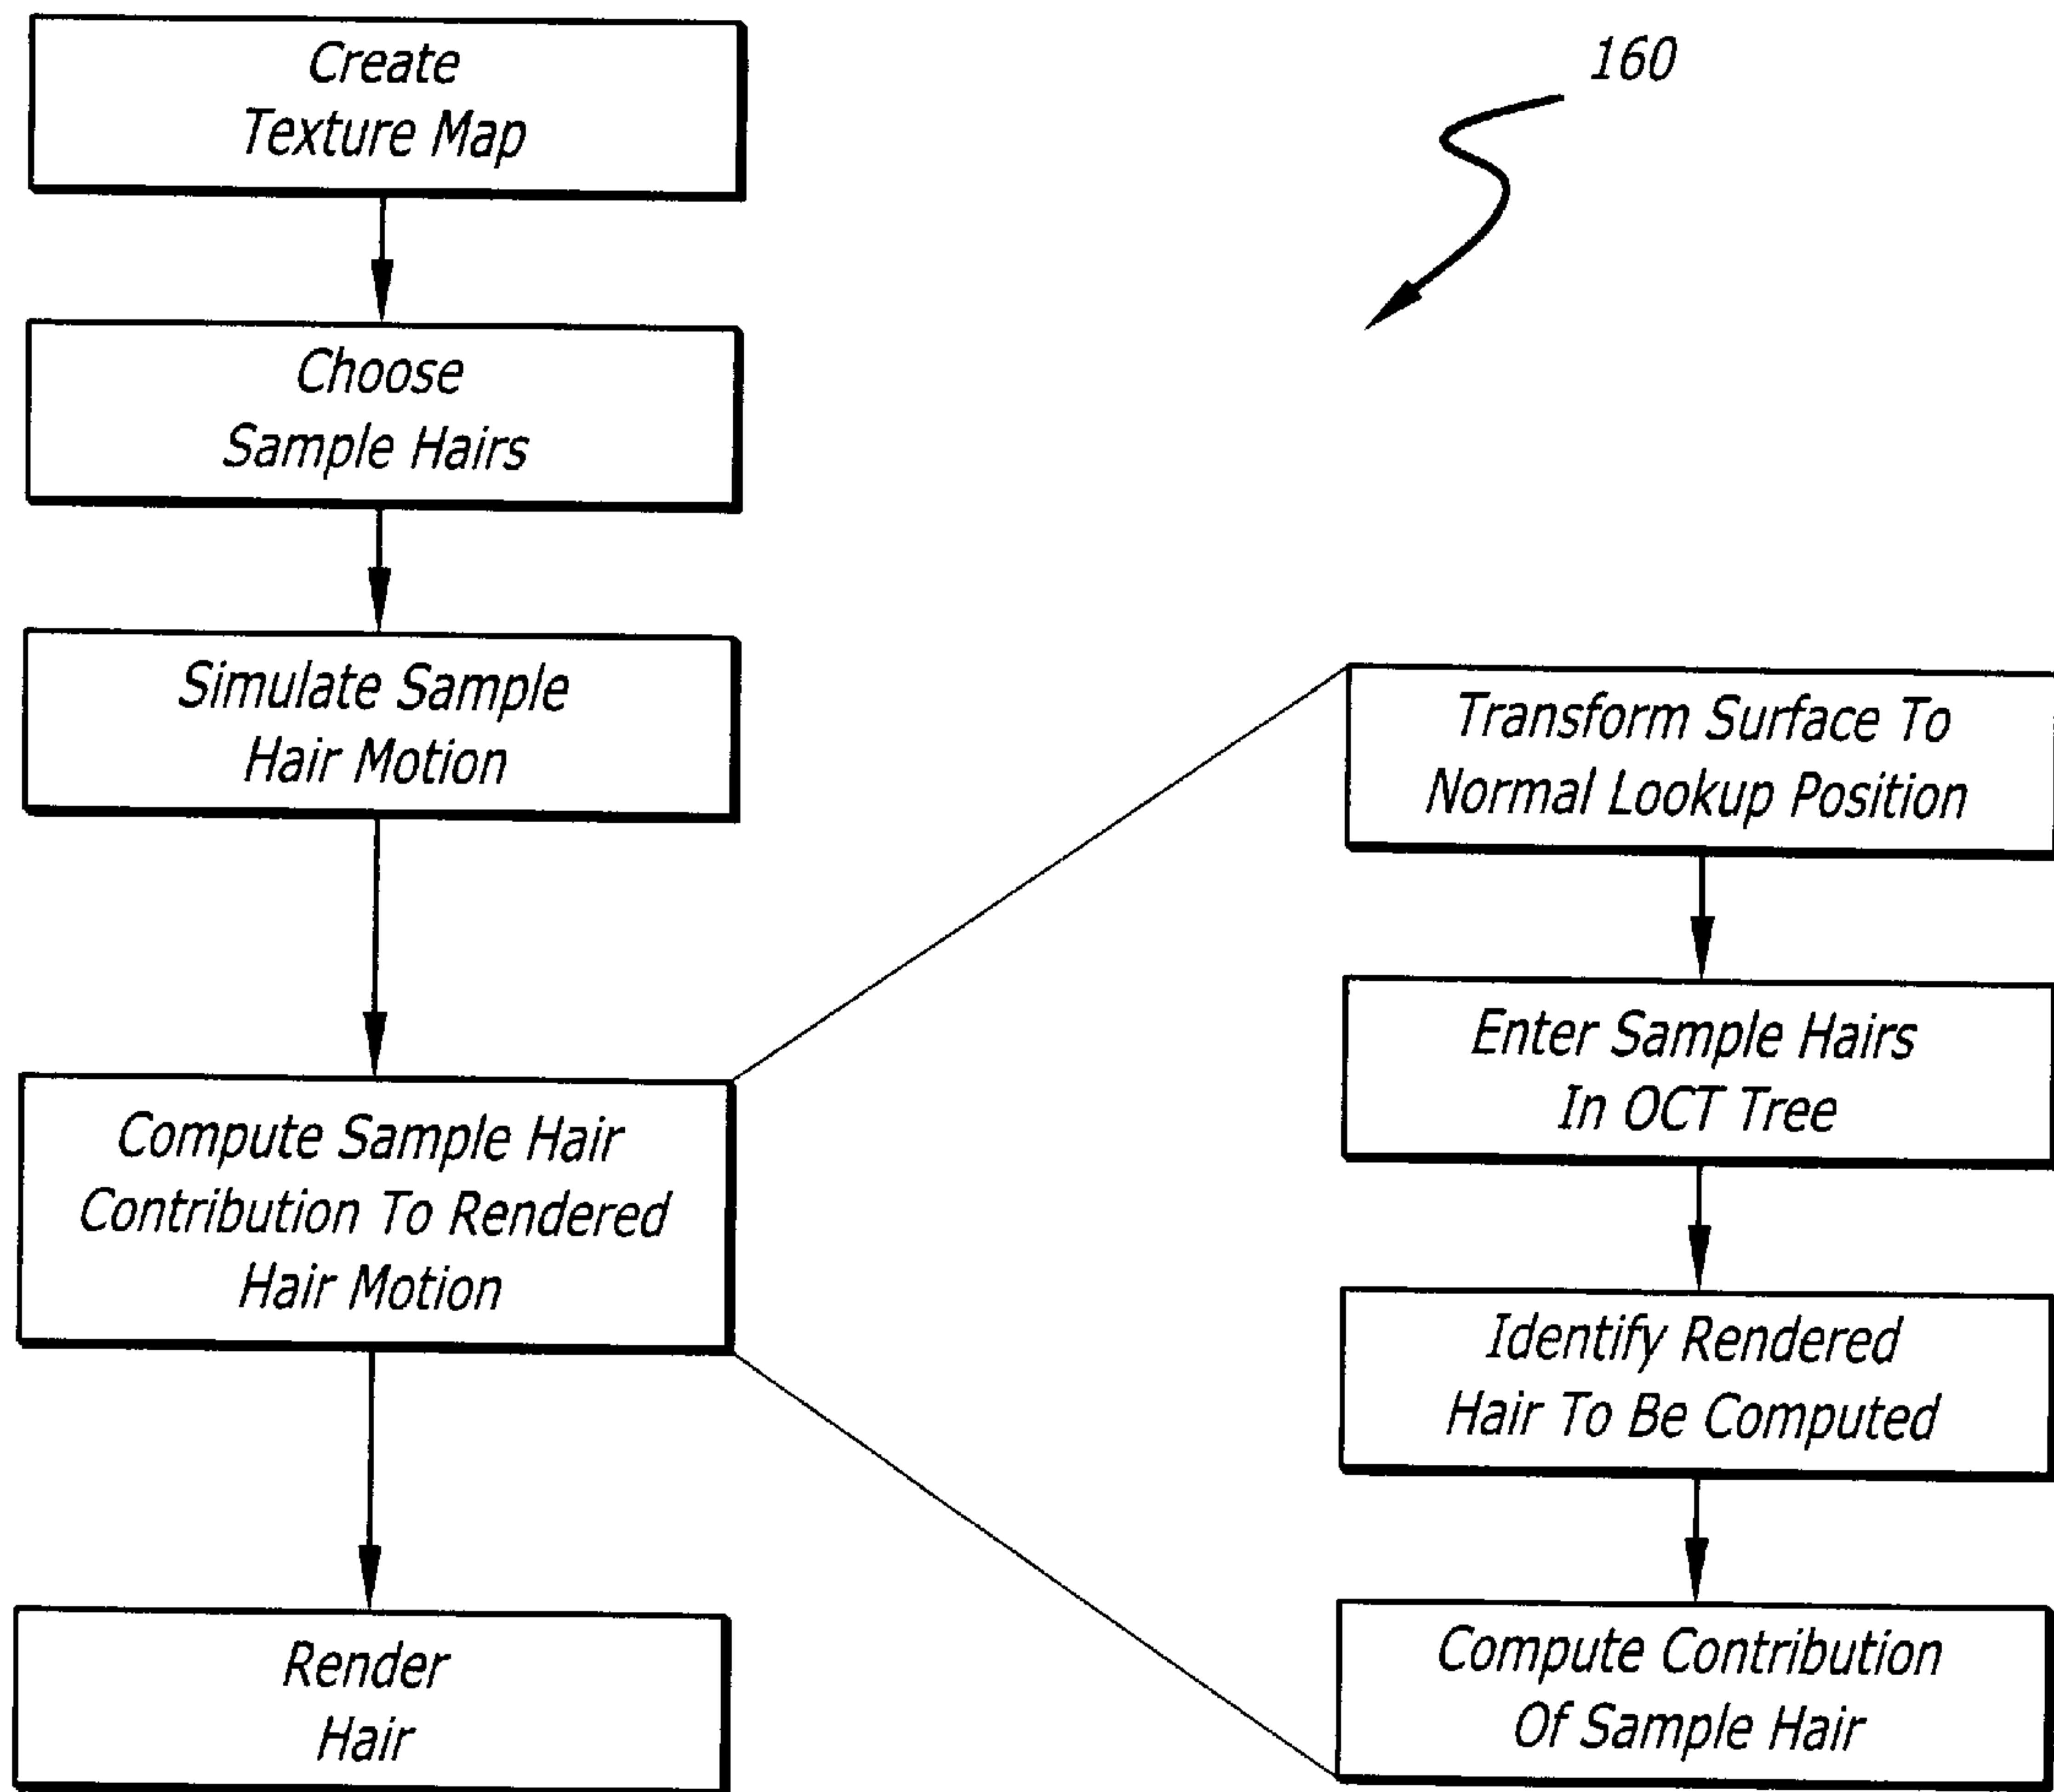 Create
Texture Map
160
Choose
Sample Hairs
Simulate Sample
Hair Motion
Compute Sample Hair
Contribution To Rendered
Hair Motion
Render
Hair
Transform Surface To
Normal Lookup Position
Enter Sample Hairs
In OCT Tree
Identify Rendered
Hair To Be Computed
Compute Contribution
Of Sample Hair